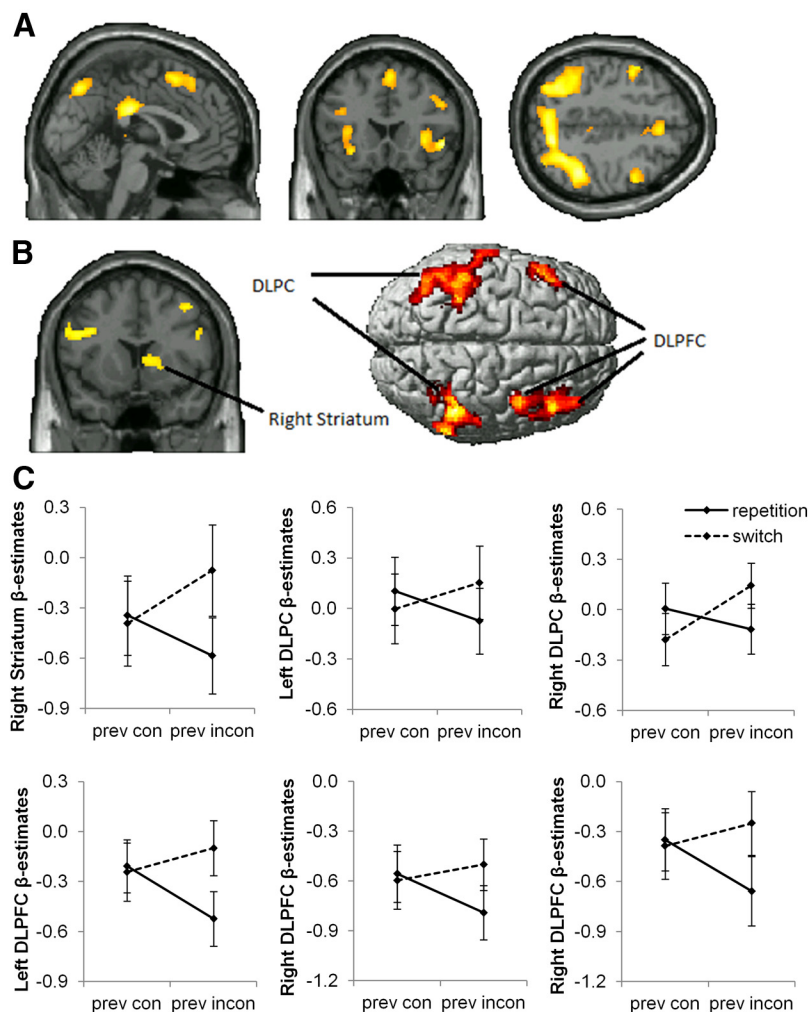 A
B
DLPC
DLPFC
Right Striatum
C
repetition
switch
Right Striatum β-estimates
0.3
0.0
-0.3
-0.6
-0.9
prev con prev incon
Left DLPC β-estimates
0.6
0.3
0.0
-0.3
-0.6
prev con prev incon
Right DLPC β-estimates
0.6
0.3
0.0
-0.3
-0.6
prev con prev incon
Left DLPFC β-estimates
0.3
0.0
-0.3
-0.6
-0.9
prev con prev incon
Right DLPFC β-estimates
0.0
-0.3
-0.6
-0.9
-1.2
prev con prev incon
Right DLPFC β-estimates
0.0
-0.3
-0.6
-0.9
-1.2
prev con prev incon